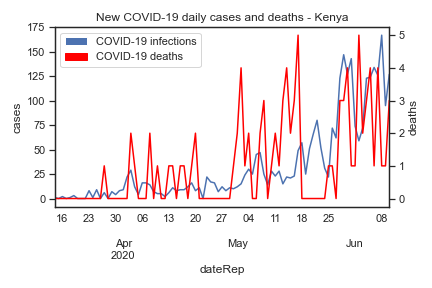 New COVID-19 daily cases and deaths - Kenya
COVID-19 infections
COVID-19 deaths
cases
175
150
125
100
75
50
25
0
deaths
5
4
3
2
1
0
16 23 30 06 13 20 27 04 11 18 25 08
Apr May Jun
2020
dateRep